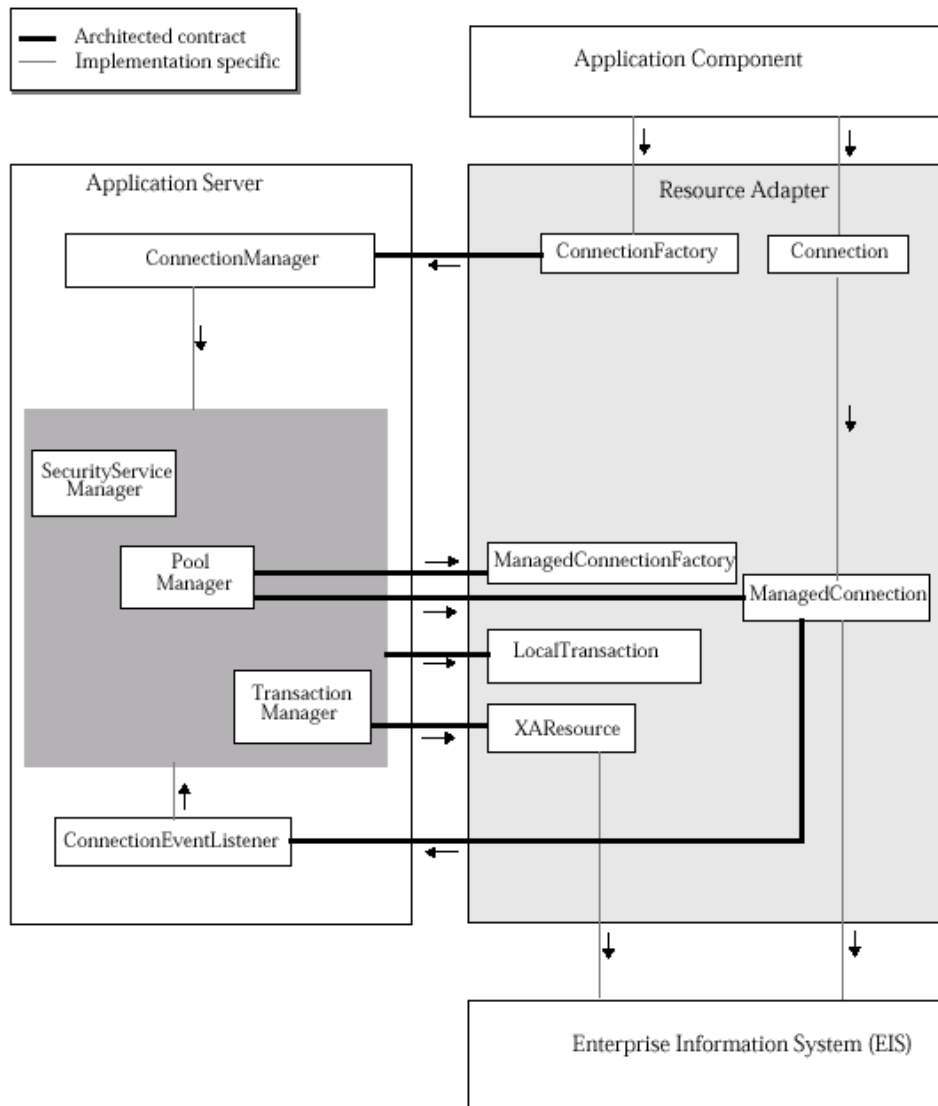 Architected contract
Implementation specific
Application Component
Application Server
Resource Adapter
ConnectionManager
ConnectionFactory
Connection
SecurityService
Manager
Pool
Manager
ManagedConnectionFactory
ManagedConnection
LocalTransaction
Transaction
Manager
XAResource
ConnectionEventListener
Enterprise Information System (EIS)